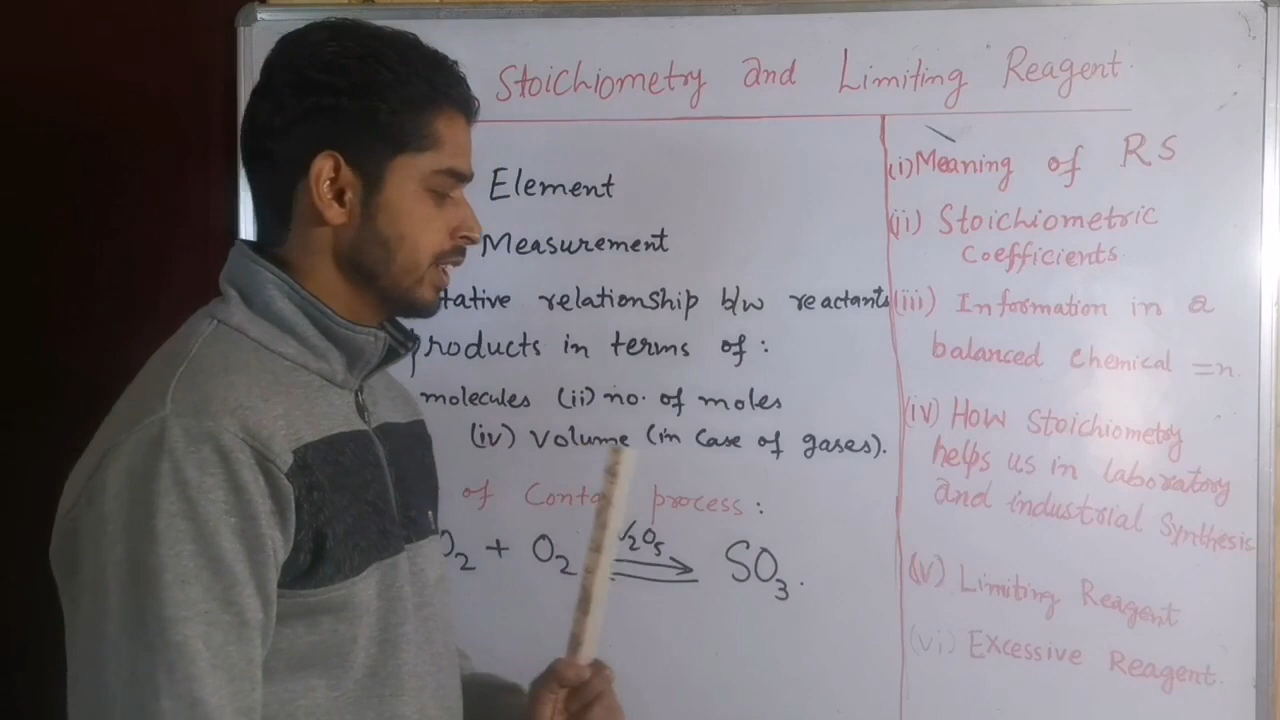 Stoichiometry and Limiting Reagent.
Element
Measurement
tative relationship b/w reactants
products in terms of :
molecules (ii) no. of moles
(iv) Volume (in case of gases).
of Conta process :
O2 + O2 V2O5 ⇌ SO3.
(i) Meaning of RS
(ii) Stoichiometric
Coefficients.
(iii) Information in a
balanced chemical =n.
(iv) How Stoichiometry
helps us in laboratory
and industrial Synthesis
(v) Limiting Reagent
(vi) Excessive Reagent.